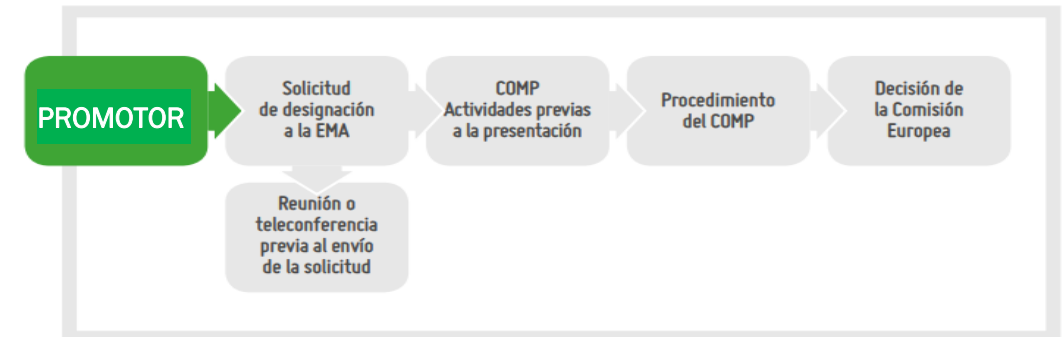 PROMOTOR
Solicitud
de designación
a la EMA
COMP
Actividades previas
a la presentación
Procedimiento
del COMP
Decisión de
la Comisión
Europea
Reunión o
teleconferencia
previa al envío
de la solicitud